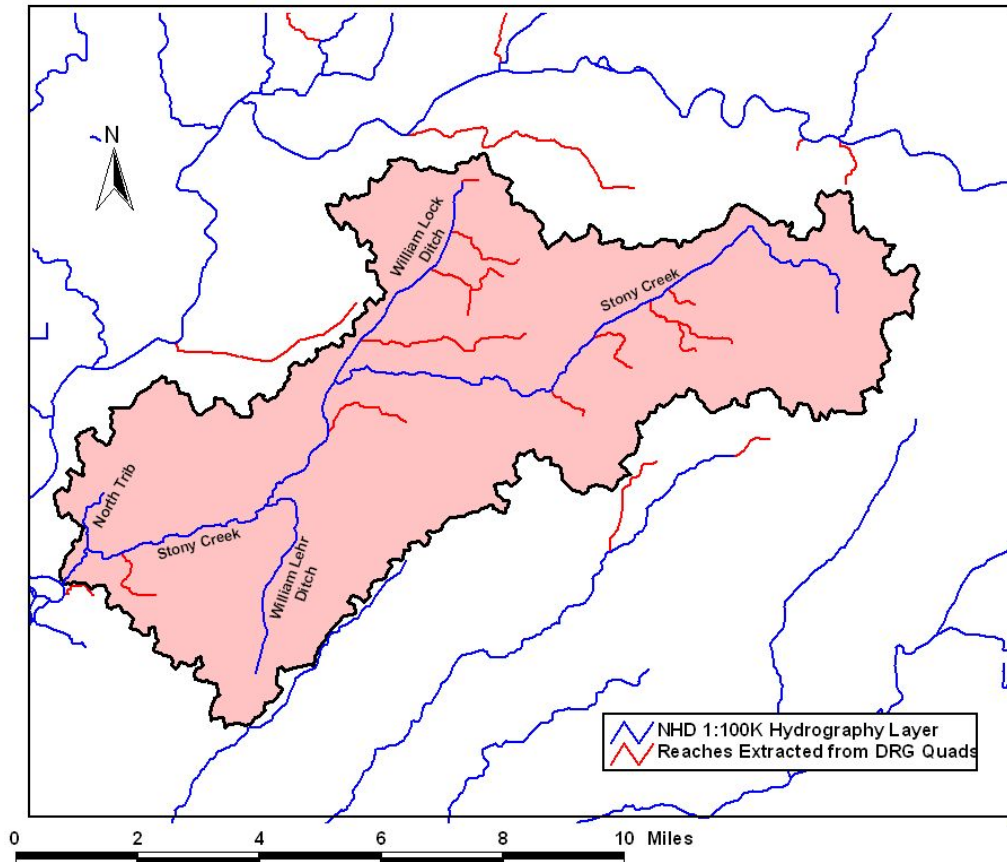 N
William Lock
Ditch
Stony Creek
North Trib
Stony Creek
William Lehr
Ditch
NHD 1:100K Hydrography Layer
Reaches Extracted from DRG Quads
0 2 4 6 8 10 Miles